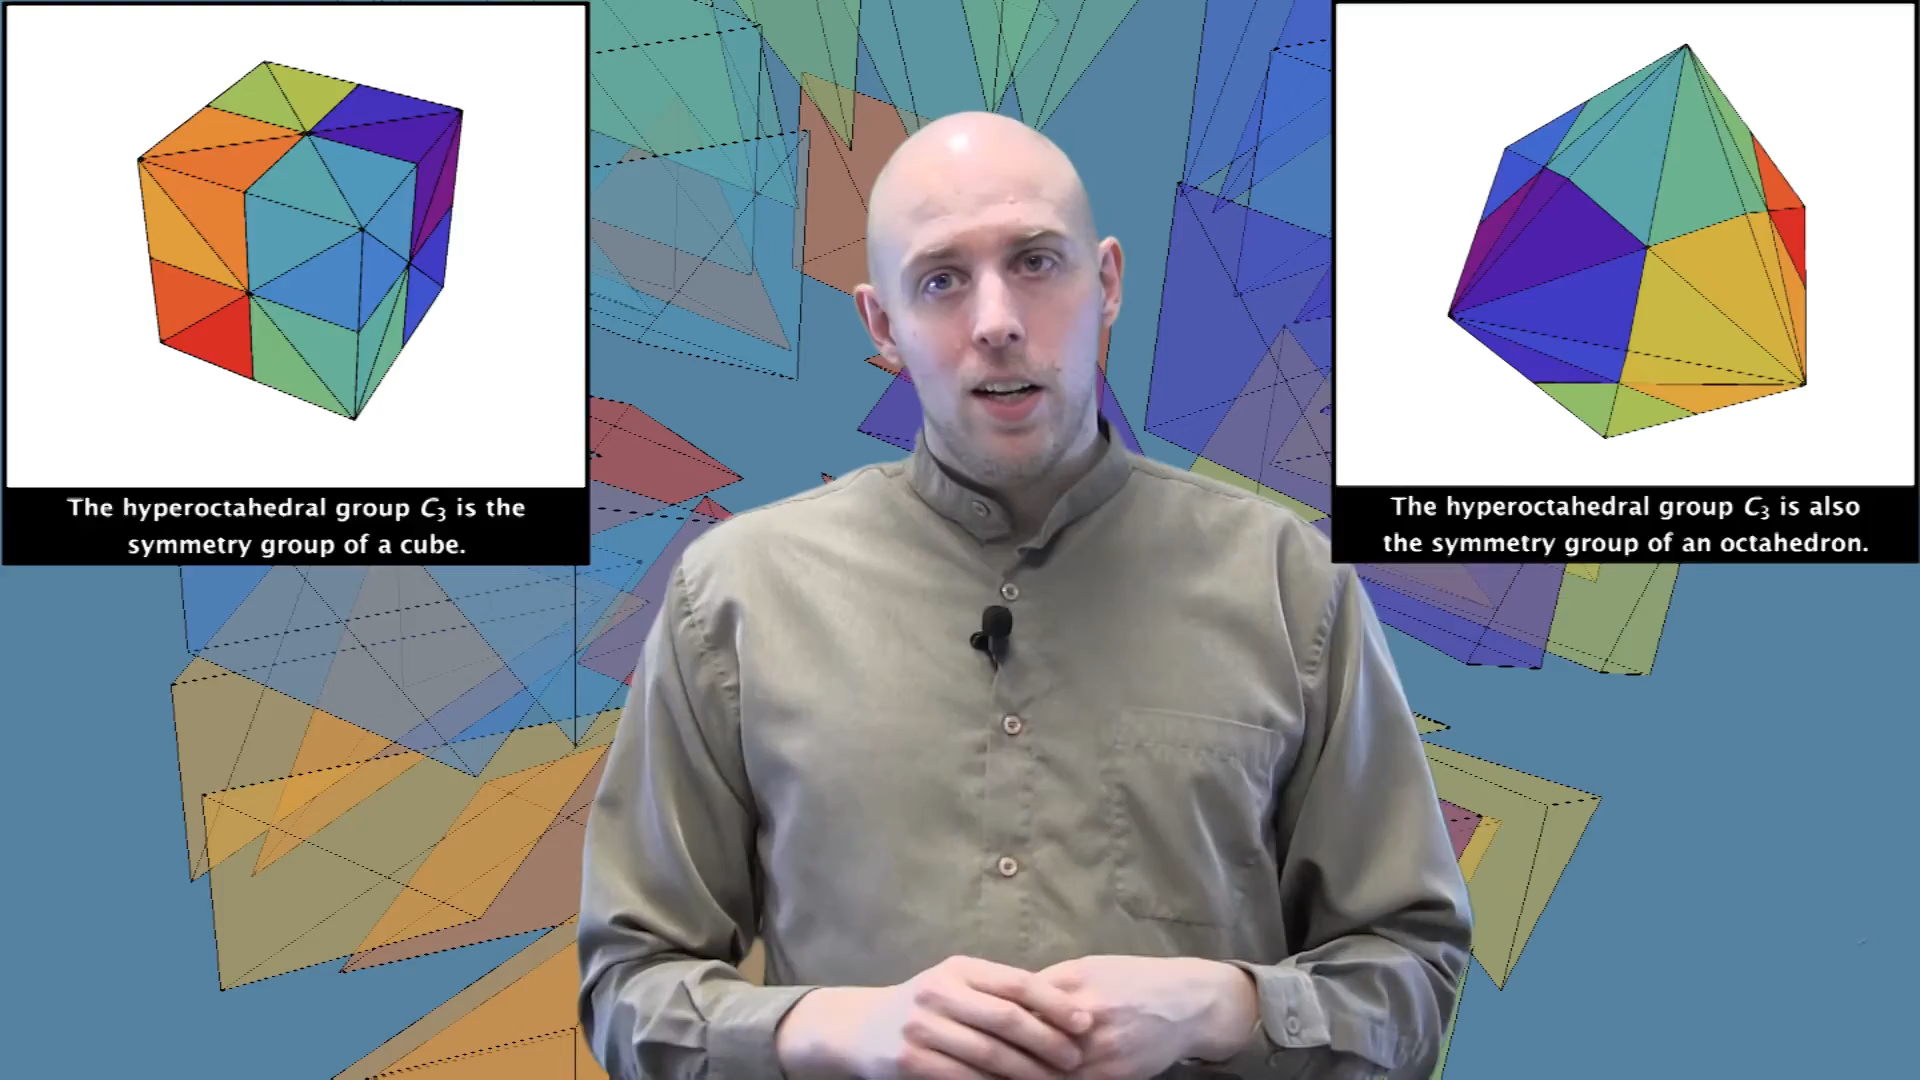 The hyperoctahedral group C₃ is the
symmetry group of a cube.
The hyperoctahedral group C₃ is also
the symmetry group of an octahedron.